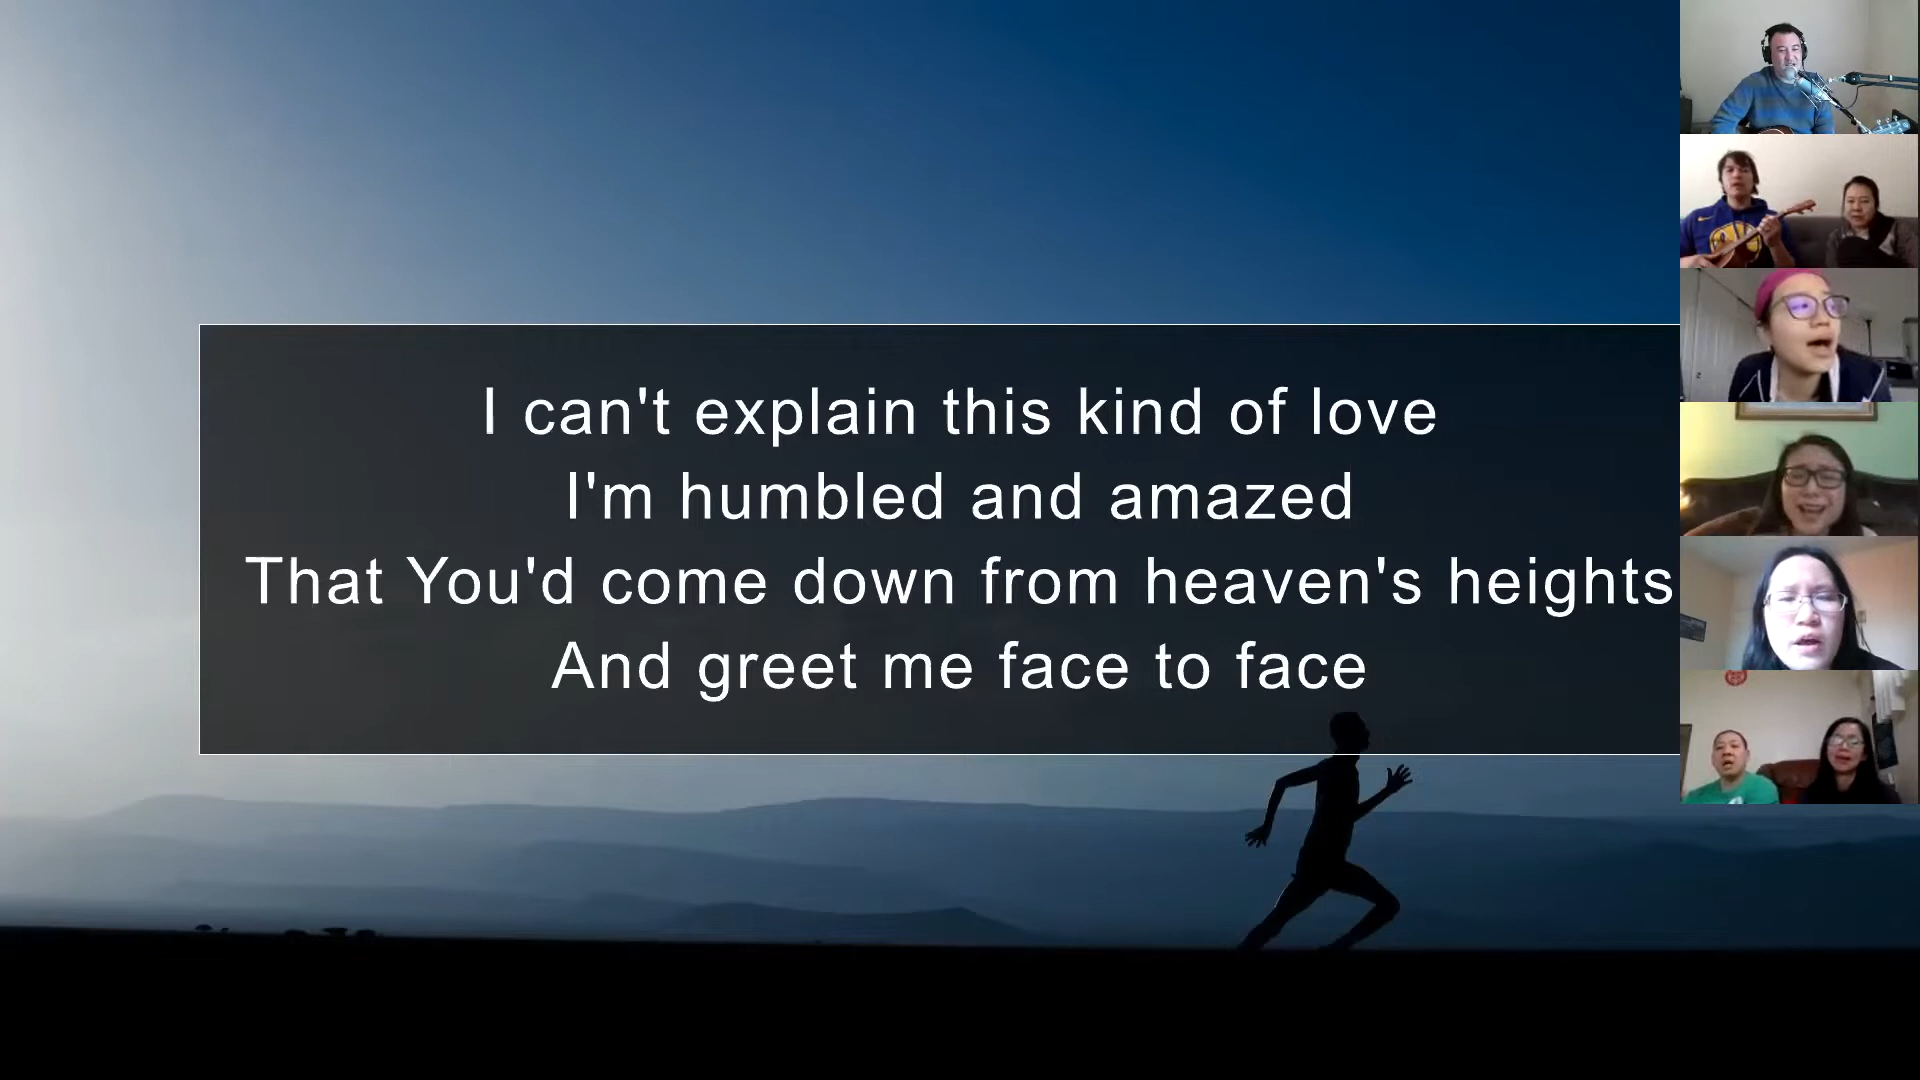 I can't explain this kind of love
I'm humbled and amazed
That You'd come down from heaven's heights
And greet me face to face